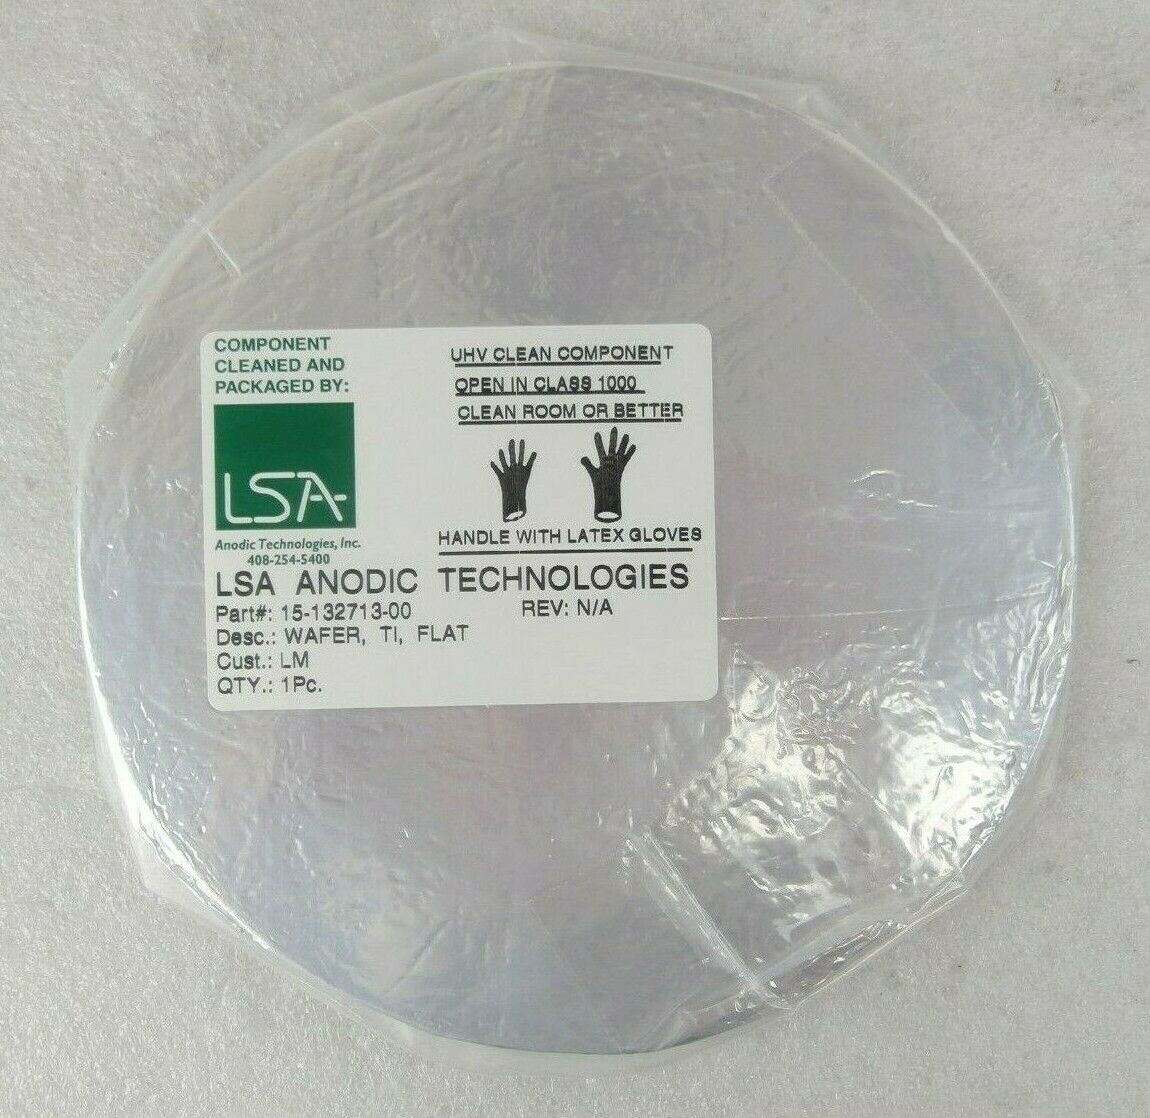 COMPONENT
CLEANED AND
PACKAGED BY:
LSA
Anodic Technologies, Inc.
408-254-5400
UHV CLEAN COMPONENT
OPEN IN CLASS 1000
CLEAN ROOM OR BETTER
HANDLE WITH LATEX GLOVES
LSA ANODIC TECHNOLOGIES
Part#: 15-132713-00 REV: N/A
Desc.: WAFER, TI, FLAT
Cust.: LM
QTY.: 1Pc.